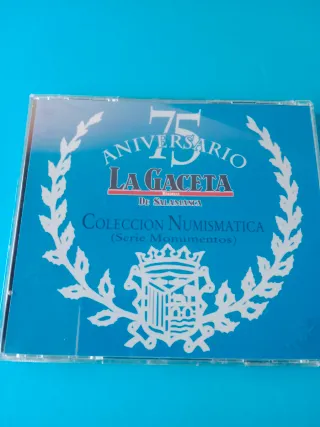 75
ANIVERSARIO
LA GACETA
DE SALAMANCA
COLECCION NUMISMATICA
(Serie Monumentos)